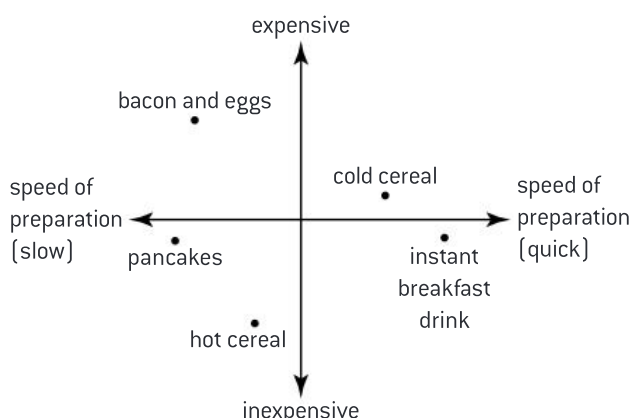 expensive
bacon and eggs
cold cereal
speed of
preparation
(slow)
speed of
preparation
(quick)
pancakes
instant
breakfast
drink
hot cereal
inexpensive